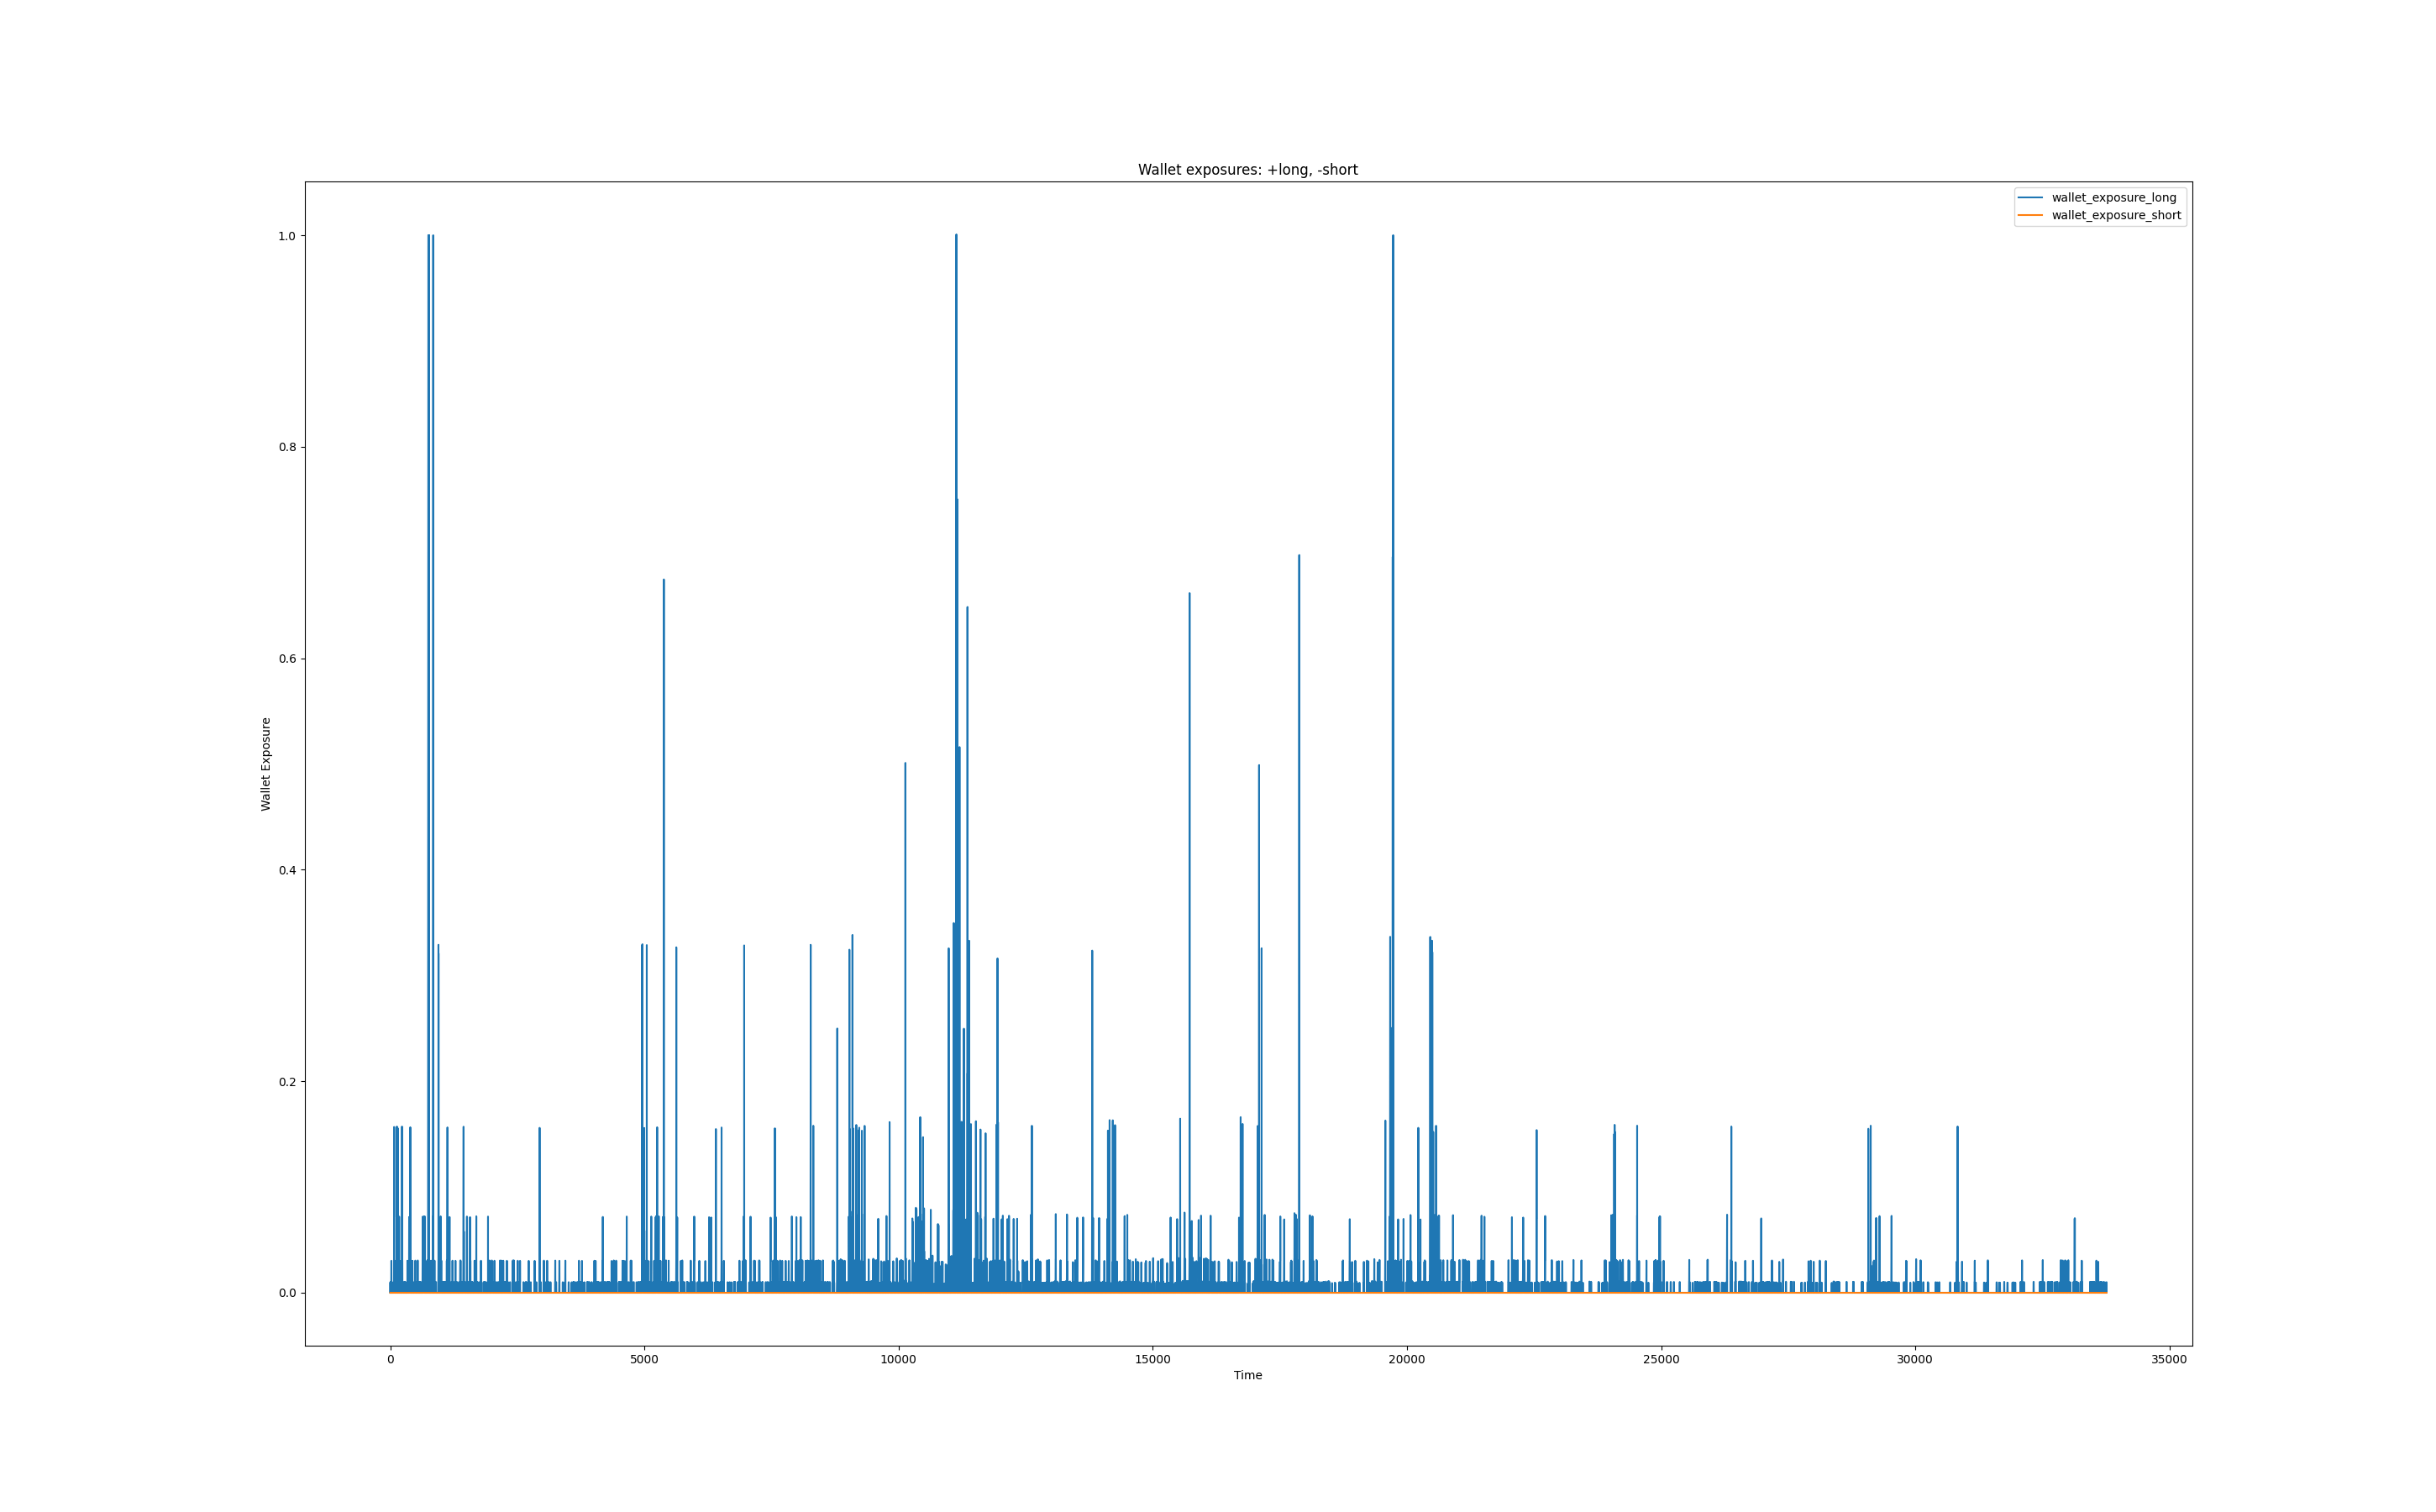 Wallet exposures: +long, -short
wallet_exposure_long
wallet_exposure_short
1.0
0.8
0.6
0.4
0.2
0.0
Wallet Exposure
0 5000 10000 15000 20000 25000 30000 35000
Time